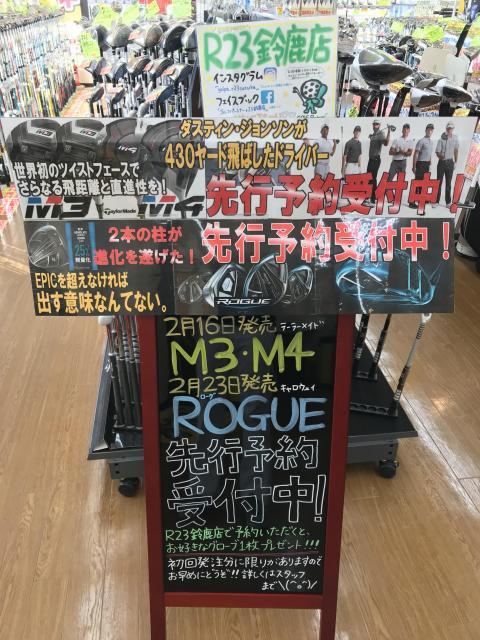 R23鈴鹿店
インスタグラム
フェイスブック
M3
M4
ダスティン・ジョンソンが
430ヤード飛ばしたドライバー
世界初のツイストフェースで
さらなる飛距離と直進性を!
M3 TaylorMade M4
先行予約受付中!
2本の柱が
進化を遂げた!
EPICを超えなければ
出す意味なんてない。
先行予約受付中!
ROGUE
2月16日発売 テーラーメイド
M3・M4
2月23日発売 キャロウェイ
ローグ
ROGUE
先行予約
受付中!
R23鈴鹿店で予約いただくと、
お好きなグローブ1枚プレゼント!!!
初回発注分に限りがありますので
お早めにどうぞ!!詳しくはスタッフ
まで\(^o^)/